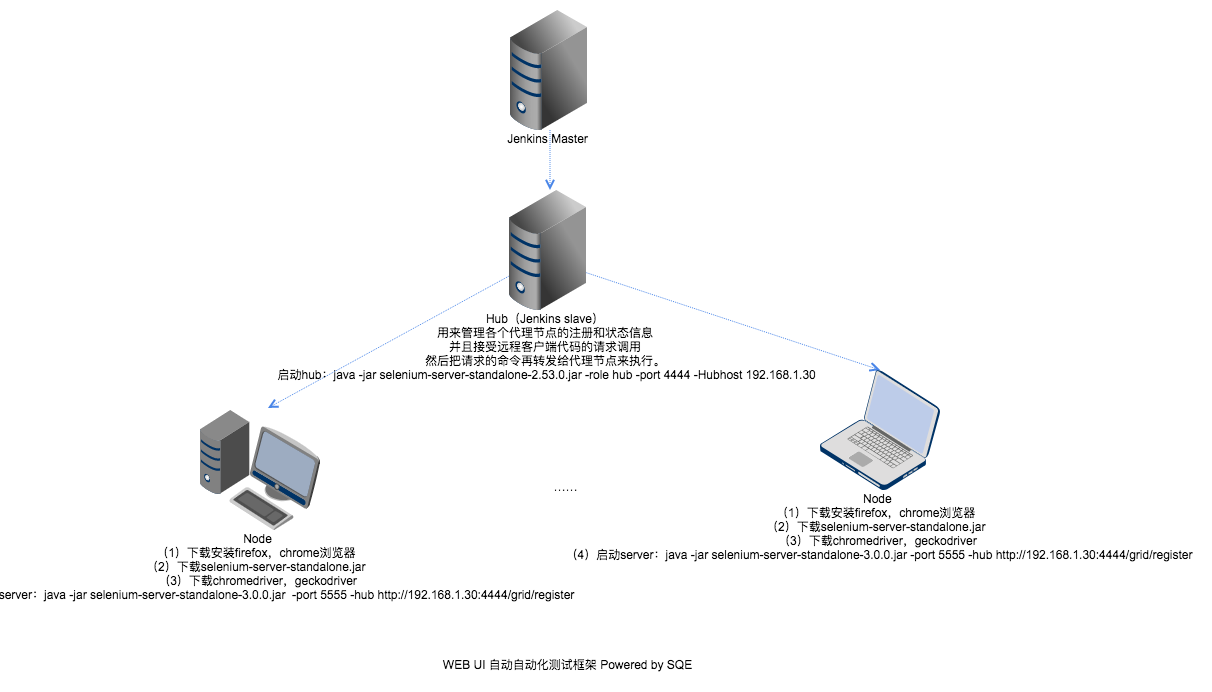 Jenkins Master
Hub（Jenkins slave）
用来管理各个代理节点的注册和状态信息
并且接受远程客户端代码的请求调用
然后把请求的命令再转发给代理节点来执行。
启动hub：java -jar selenium-server-standalone-2.53.0.jar -role hub -port 4444 -Hubhost 192.168.1.30
Node
（1）下载安装firefox，chrome浏览器
（2）下载selenium-server-standalone.jar
（3）下载chromedriver，geckodriver
server：java -jar selenium-server-standalone-3.0.0.jar  -port 5555 -hub http://192.168.1.30:4444/grid/register
......
Node
（1）下载安装firefox，chrome浏览器
（2）下载selenium-server-standalone.jar
（3）下载chromedriver，geckodriver
（4）启动server：java -jar selenium-server-standalone-3.0.0.jar -port 5555 -hub http://192.168.1.30:4444/grid/register
WEB UI 自动自动化测试框架 Powered by SQE